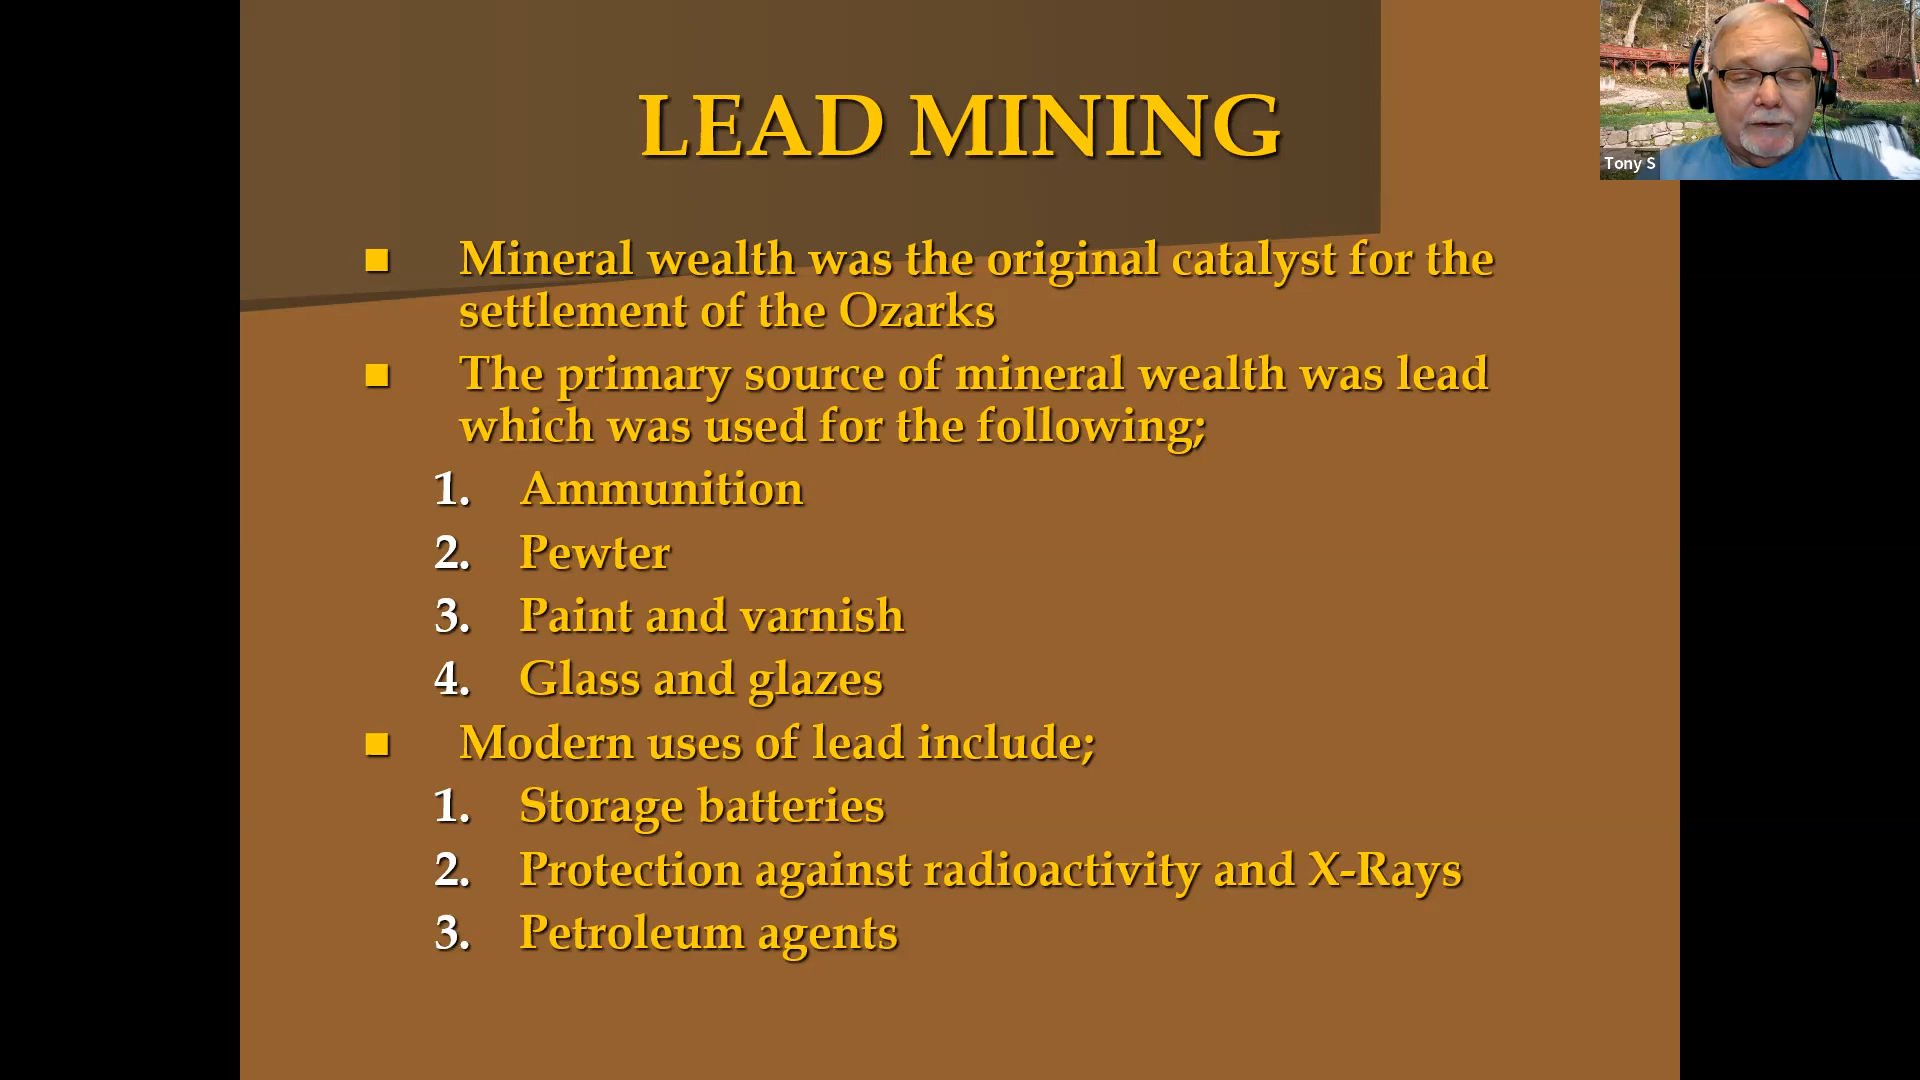 LEAD MINING
Tony S
Mineral wealth was the original catalyst for the
settlement of the Ozarks
The primary source of mineral wealth was lead
which was used for the following;
1. Ammunition
2. Pewter
3. Paint and varnish
4. Glass and glazes
Modern uses of lead include;
1. Storage batteries
2. Protection against radioactivity and X-Rays
3. Petroleum agents